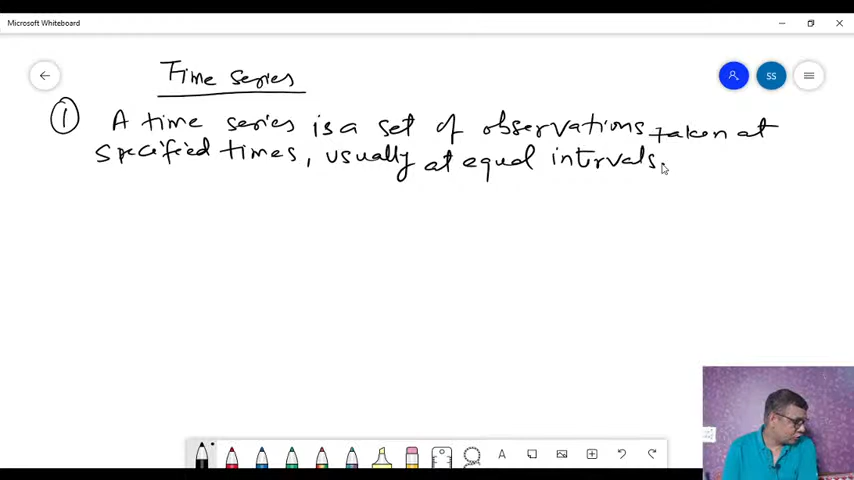 Microsoft Whiteboard
SS
Time series
① A time series is a set of observations taken at
specified times, usually at equal intervals.
A